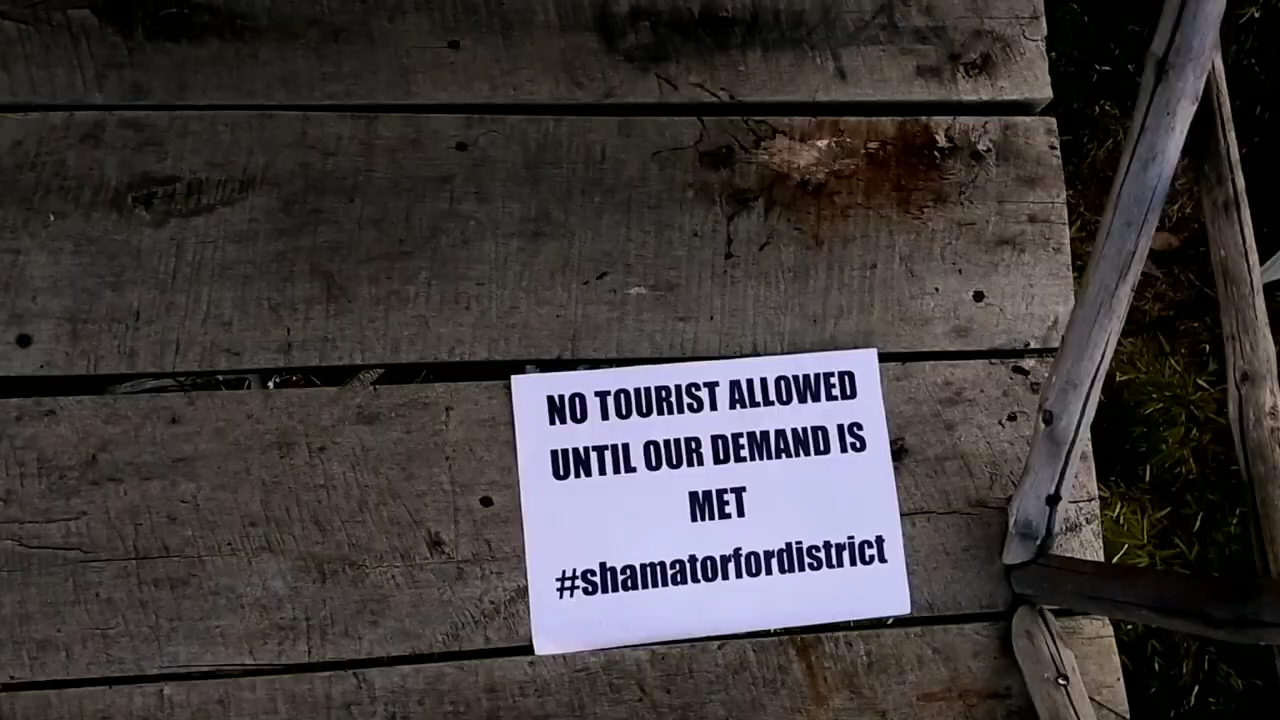 NO TOURIST ALLOWED
UNTIL OUR DEMAND IS
MET
#shamatorfordistrict